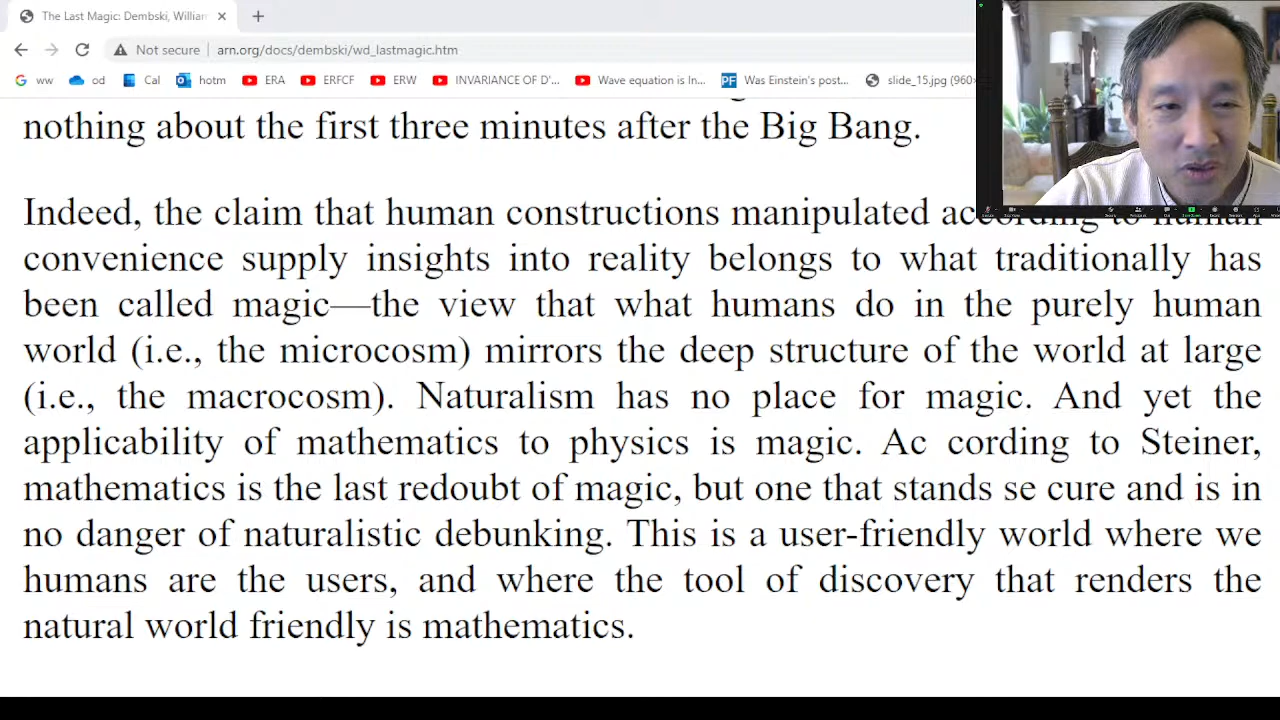 The Last Magic: Dembski, William
Not secure | arn.org/docs/dembski/wd_lastmagic.htm
ww od Cal hotm ERA ERFCF ERW INVARIANCE OF D'... Wave equation is In... PF Was Einstein's post... slide_15.jpg (960×
nothing about the first three minutes after the Big Bang.
Indeed, the claim that human constructions manipulated according to human
convenience supply insights into reality belongs to what traditionally has
been called magic—the view that what humans do in the purely human
world (i.e., the microcosm) mirrors the deep structure of the world at large
(i.e., the macrocosm). Naturalism has no place for magic. And yet the
applicability of mathematics to physics is magic. Ac cording to Steiner,
mathematics is the last redoubt of magic, but one that stands se cure and is in
no danger of naturalistic debunking. This is a user-friendly world where we
humans are the users, and where the tool of discovery that renders the
natural world friendly is mathematics.